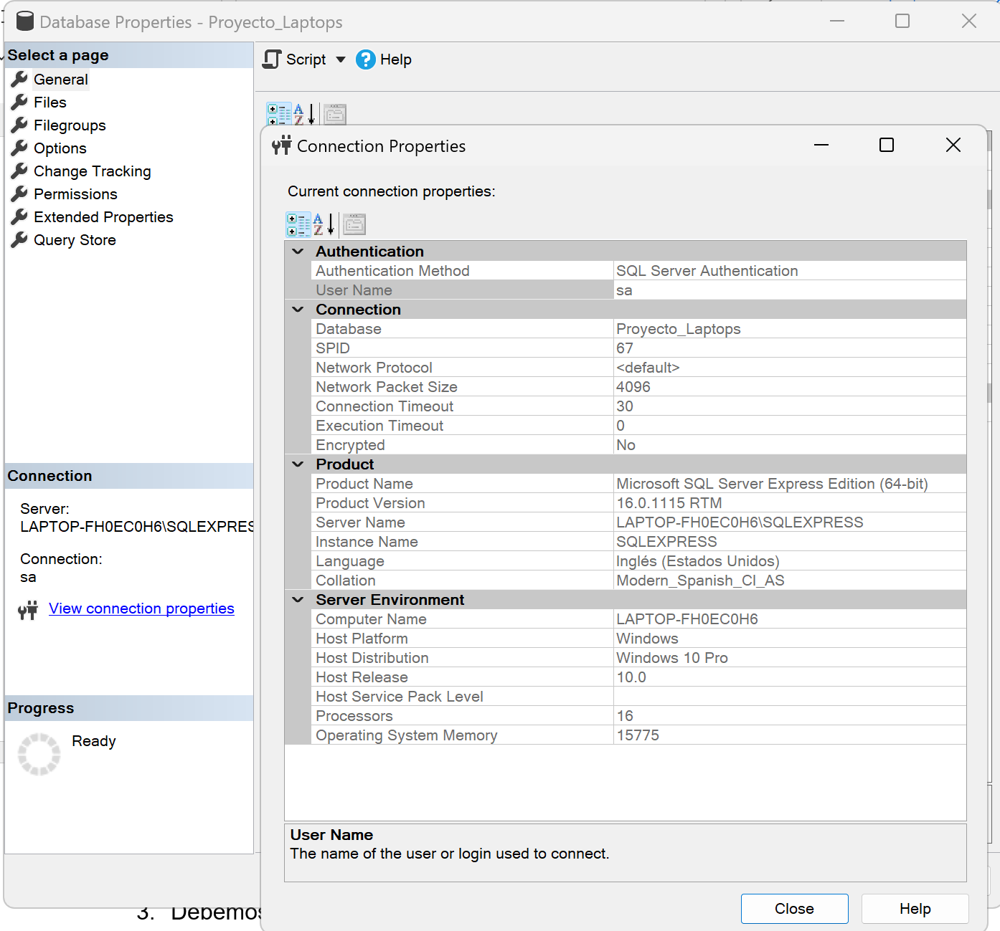 Database Properties - Proyecto_Laptops
Select a page
General
Files
Filegroups
Options
Change Tracking
Permissions
Extended Properties
Query Store
Connection
Server:
LAPTOP-FH0EC0H6\SQLEXPRES
Connection:
sa
View connection properties
Progress
Ready
Script
Help
Connection Properties
Current connection properties:
Authentication
Authentication Method SQL Server Authentication
User Name sa
Connection
Database Proyecto_Laptops
SPID 67
Network Protocol <default>
Network Packet Size 4096
Connection Timeout 30
Execution Timeout 0
Encrypted No
Product
Product Name Microsoft SQL Server Express Edition (64-bit)
Product Version 16.0.1115 RTM
Server Name LAPTOP-FH0EC0H6\SQLEXPRESS
Instance Name SQLEXPRESS
Language Inglés (Estados Unidos)
Collation Modern_Spanish_CI_AS
Server Environment
Computer Name LAPTOP-FH0EC0H6
Host Platform Windows
Host Distribution Windows 10 Pro
Host Release 10.0
Host Service Pack Level
Processors 16
Operating System Memory 15775
User Name
The name of the user or login used to connect.
Close
Help
3. Debemos